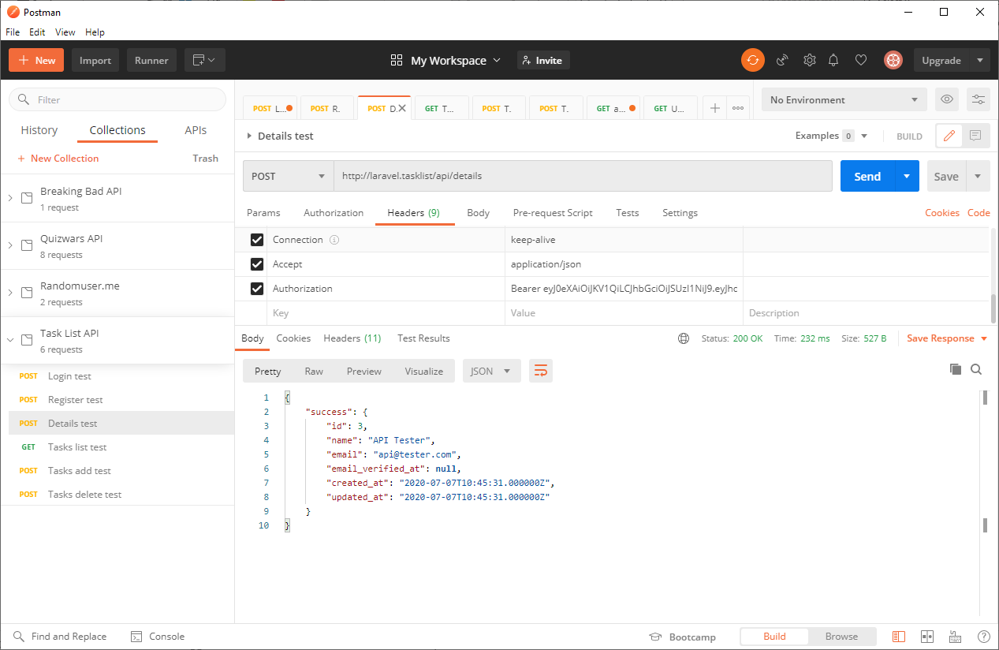 Postman
File Edit View Help
New Import Runner My Workspace Invite Upgrade
Filter
History Collections APIs
New Collection Trash
Breaking Bad API
1 request
Quizwars API
8 requests
Randomuser.me
2 requests
Task List API
6 requests
POST Login test
POST Register test
POST Details test
GET Tasks list test
POST Tasks add test
POST Tasks delete test
POST L... POST R. POST D. GET T... POST T. POST T. GET a... GET U... No Environment
Details test Examples 0 BUILD
POST http://laravel.tasklist/api/details Send Save
Params Authorization Headers (9) Body Pre-request Script Tests Settings Cookies Code
Connection keep-alive
Accept application/json
Authorization Bearer eyJ0eXAiOiJKV1QiLCJhbGciOiJSUzI1NiJ9.eyJhc
Key Value Description
Body Cookies Headers (11) Test Results Status: 200 OK Time: 232 ms Size: 527 B Save Response
Pretty Raw Preview Visualize JSON
1 {
2 "success": {
3 "id": 3,
4 "name": "API Tester",
5 "email": "api@tester.com",
6 "email_verified_at": null,
7 "created_at": "2020-07-07T10:45:31.000000Z",
8 "updated_at": "2020-07-07T10:45:31.000000Z"
9 }
10 }
Find and Replace Console Bootcamp Build Browse